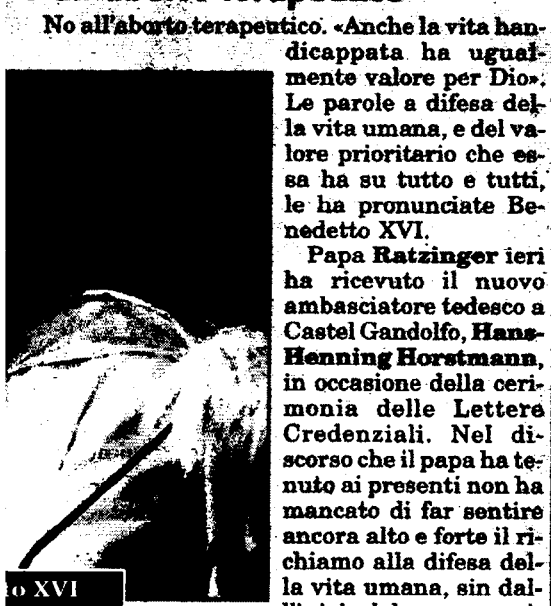 No all'aborto terapeutico. «Anche la vita han-
dicappata ha ugual-
mente valore per Dio».
Le parole a difesa del-
la vita umana, e del va-
lore prioritario che es-
sa ha su tutto e tutti,
le ha pronunciate Be-
nedetto XVI.
Papa Ratzinger ieri
ha ricevuto il nuovo
ambasciatore tedesco a
Castel Gandolfo, Hans-
Henning Horstmann,
in occasione della ceri-
monia delle Lettere
Credenziali. Nel di-
scorso che il papa ha te-
nuto ai presenti non ha
mancato di far sentire
ancora alto e forte il ri-
chiamo alla difesa del-
la vita umana, sin dal-
to XVI